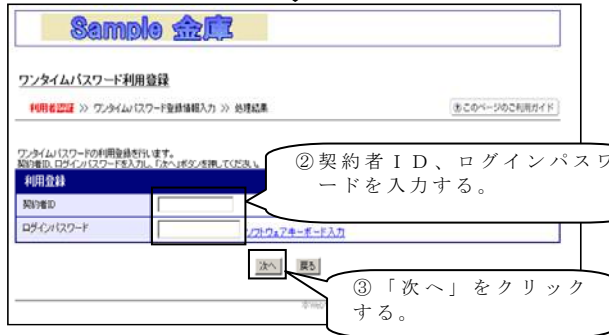 Sample 金庫
ワンタイムパスワード利用登録
利用者認証 》 ワンタイムパスワード登録情報入力 》 処理結果
このページのご利用ガイド
ワンタイムパスワードの利用登録を行います。
契約者ID、ログインパスワードを入力し、「次へ」ボタンを押してください。
利用登録
②契約者ＩＤ、ログインパスワ
ードを入力する。
契約者ID
ログインパスワード
ソフトウェアキーボード入力
次へ 戻る
③「次へ」をクリック
する。